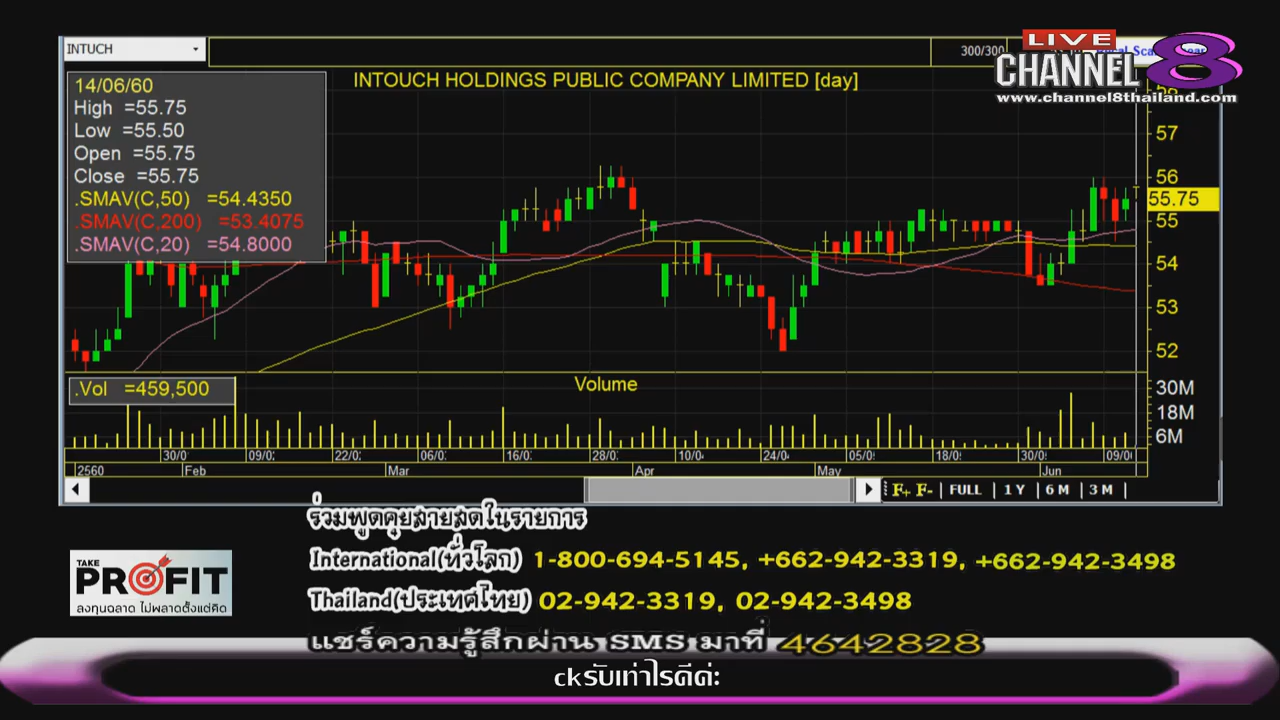 INTUCH
300/300
LIVE
CHANNEL 8
www.channel8thailand.com
INTOUCH HOLDINGS PUBLIC COMPANY LIMITED [day]
14/06/60
High =55.75
Low =55.50
Open =55.75
Close =55.75
.SMAV(C,50) =54.4350
.SMAV(C,200) =53.4075
.SMAV(C,20) =54.8000
58
57
56
55.75
55
54
53
52
.Vol =459,500
Volume
30M
18M
6M
30/0 09/0 22/0 06/0 16/0 28/0 10/0 24/0 05/0 18/0 30/0 09/0
2560 Feb Mar Apr May Jun
F+ F- | FULL | 1 Y | 6 M | 3 M |
ร่วมพูดคุยสายสดในรายการ
International(ทั่วโลก) 1-800-694-5145, +662-942-3319, +662-942-3498
Thailand(ประเทศไทย) 02-942-3319, 02-942-3498
TAKE
PROFIT
ลงทุนฉลาด ไม่พลาดตั้งแต่คิด
แชร์ความรู้สึกผ่าน SMS มาที่ 4642828
ckรับเท่าไรดีค่ะ